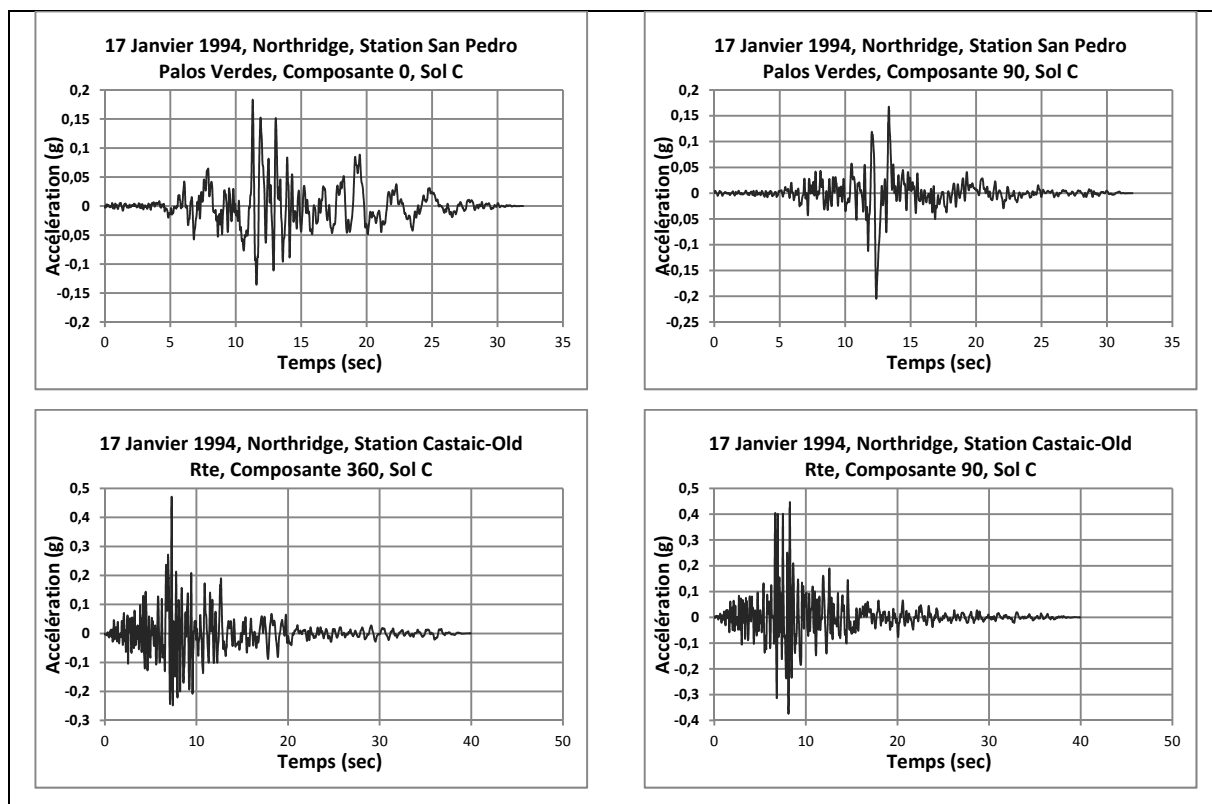 17 Janvier 1994, Northridge, Station San Pedro
Palos Verdes, Composante 0, Sol C
0,2
0,15
0,1
0,05
0
-0,05
-0,1
-0,15
-0,2
Accélération (g)
0 5 10 15 20 25 30 35
Temps (sec)
17 Janvier 1994, Northridge, Station San Pedro
Palos Verdes, Composante 90, Sol C
0,2
0,15
0,1
0,05
0
-0,05
-0,1
-0,15
-0,2
-0,25
Accélération (g)
0 5 10 15 20 25 30 35
Temps (sec)
17 Janvier 1994, Northridge, Station Castaic-Old
Rte, Composante 360, Sol C
0,5
0,4
0,3
0,2
0,1
0
-0,1
-0,2
-0,3
Accélération (g)
0 10 20 30 40 50
Temps (sec)
17 Janvier 1994, Northridge, Station Castaic-Old
Rte, Composante 90, Sol C
0,5
0,4
0,3
0,2
0,1
0
-0,1
-0,2
-0,3
-0,4
Accélération (g)
0 10 20 30 40 50
Temps (sec)